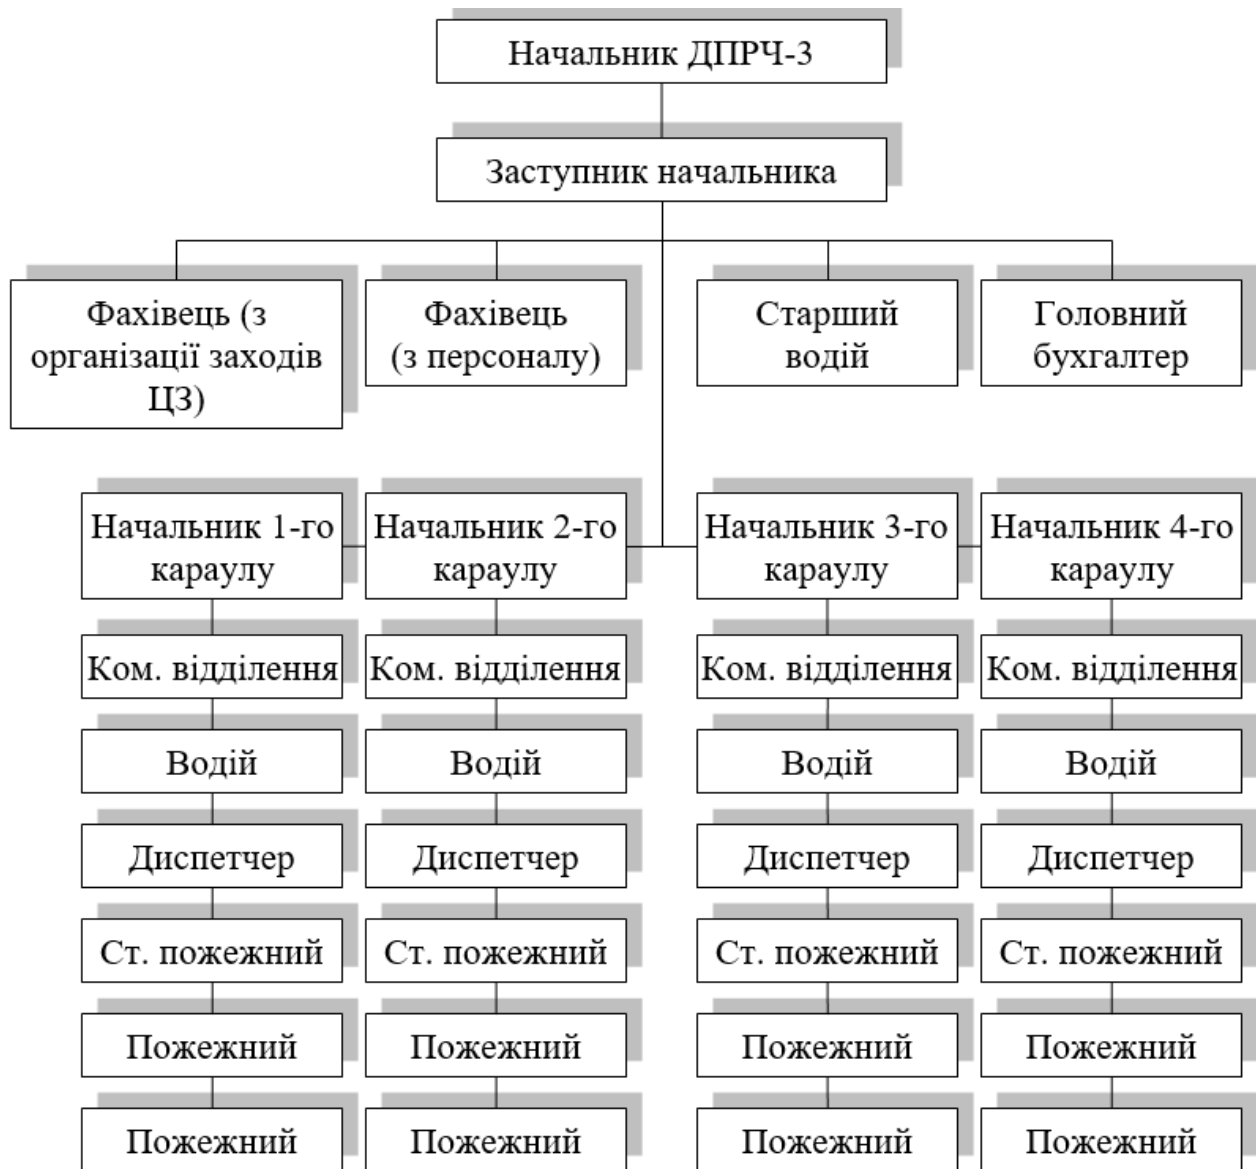 Начальник ДПРЧ-3
Заступник начальника
Фахівець (з
організації заходів
ЦЗ)
Фахівець
(з персоналу)
Старший
водій
Головний
бухгалтер
Начальник 1-го
караулу
Начальник 2-го
караулу
Начальник 3-го
караулу
Начальник 4-го
караулу
Ком. відділення
Ком. відділення
Ком. відділення
Ком. відділення
Водій
Водій
Водій
Водій
Диспетчер
Диспетчер
Диспетчер
Диспетчер
Ст. пожежний
Ст. пожежний
Ст. пожежний
Ст. пожежний
Пожежний
Пожежний
Пожежний
Пожежний
Пожежний
Пожежний
Пожежний
Пожежний